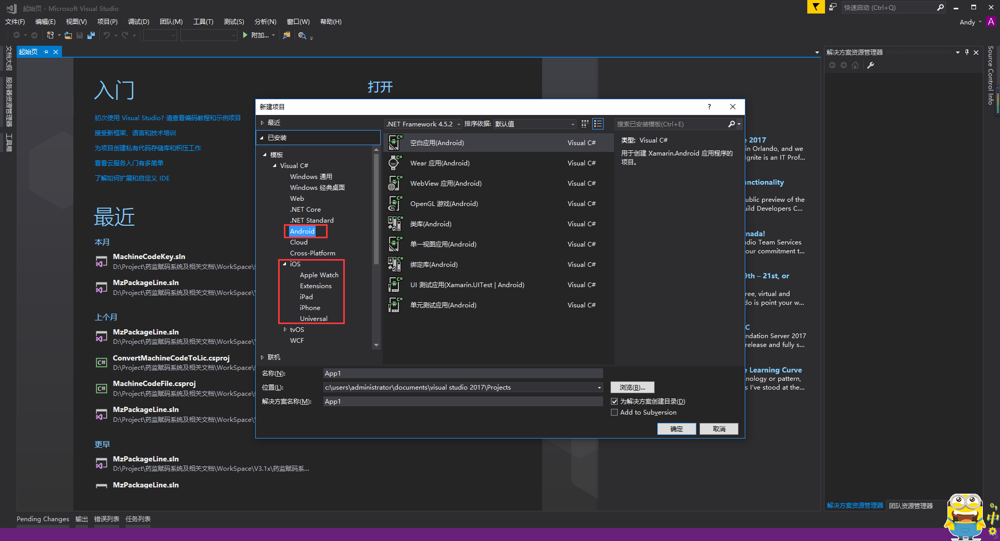 起始页 - Microsoft Visual Studio
快速启动 (Ctrl+Q)
文件(F) 编辑(E) 视图(V) 项目(P) 调试(D) 团队(M) 工具(T) 测试(S) 分析(N) 窗口(W) 帮助(H)
Andy
A
附加...
文档大纲
服务器资源管理器
工具箱
起始页
入门
打开
初次使用 Visual Studio? 请查看编码教程和示例项目
接受新框架、语言和技术培训
为项目创建私有代码存储库和积压工作
看看云服务入门有多简单
了解如何扩展和自定义 IDE
最近
本月
MachineCodeKey.sln
D:\Project\药监赋码系统及相关文档\WorkSpace\
MzPackageLine.sln
D:\Project\药监赋码系统及相关文档\WorkSpace\
上个月
MzPackageLine.sln
D:\Project\药监赋码系统及相关文档\WorkSpace\
ConvertMachineCodeToLic.csproj
D:\Project\药监赋码系统及相关文档\WorkSpace\
MachineCodeFile.csproj
D:\Project\药监赋码系统及相关文档\WorkSpace\
MzPackageLine.sln
D:\Project\药监赋码系统及相关文档\WorkSpace\
更早
MzPackageLine.sln
D:\Project\药监赋码系统及相关文档\WorkSpace\V3.1x\药监赋码系...
MzPackageLine.sln
新建项目
?
最近
已安装
模板
Visual C#
Windows 通用
Windows 经典桌面
Web
.NET Core
.NET Standard
Android
Cloud
Cross-Platform
iOS
Apple Watch
Extensions
iPad
iPhone
Universal
tvOS
WCF
联机
.NET Framework 4.5.2 排序依据: 默认值
搜索已安装模板(Ctrl+E)
空白应用(Android) Visual C#
Wear 应用(Android) Visual C#
WebView 应用(Android) Visual C#
OpenGL 游戏(Android) Visual C#
类库(Android) Visual C#
单一视图应用(Android) Visual C#
绑定库(Android) Visual C#
UI 测试应用(Xamarin.UITest | Android) Visual C#
单元测试应用(Android) Visual C#
类型: Visual C#
用于创建 Xamarin.Android 应用程序的
项目。
名称(N): App1
位置(L): c:\users\administrator\documents\visual studio 2017\Projects
浏览(B)...
解决方案名称(M): App1
为解决方案创建目录(D)
Add to Subversion
确定 取消
e 2017
in Orlando, and we
Ignite is an IT Prof...
unctionality
ublic preview of the
uild Developers C...
nada!
udio Team Services
our commitment t...
9th – 21st, or
ree, virtual and
do is point your w...
C
ndation Server 2017
release and fully s...
e Learning Curve
nology or pattern,
s I've stood at the...
解决方案资源管理器
Source Control Info
解决方案资源管理器 团队资源管理器
Pending Changes 输出 错误列表 任务列表
中